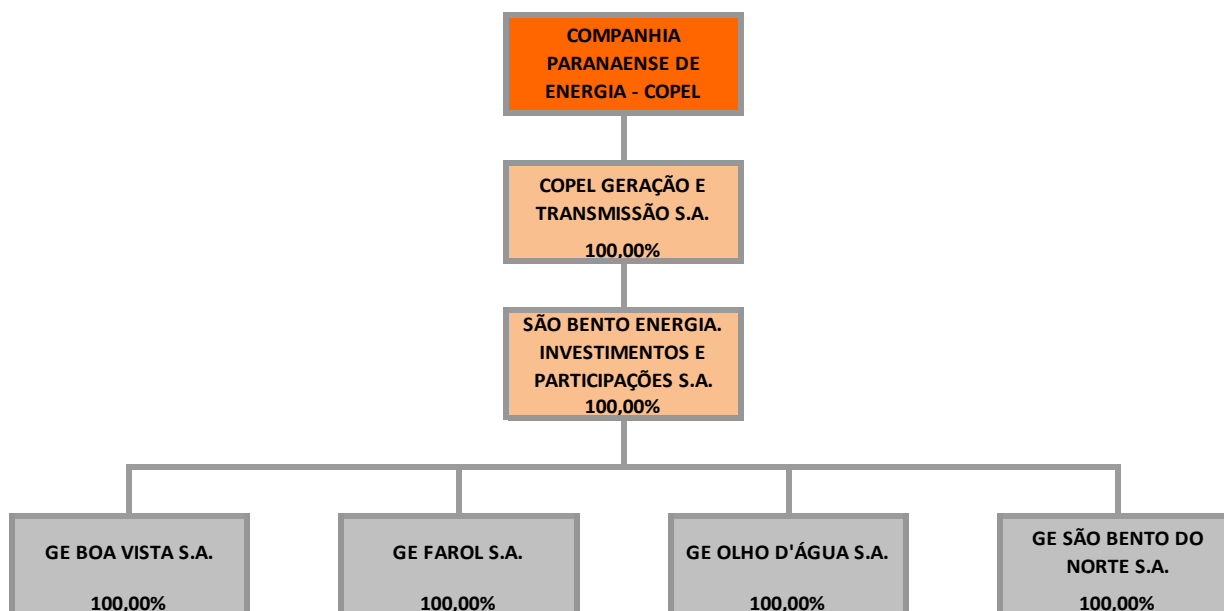 COMPANHIA
PARANAENSE DE
ENERGIA - COPEL
COPEL GERAÇÃO E
TRANSMISSÃO S.A.
100,00%
SÃO BENTO ENERGIA.
INVESTIMENTOS E
PARTICIPAÇÕES S.A.
100,00%
GE BOA VISTA S.A.
100,00%
GE FAROL S.A.
100,00%
GE OLHO D'ÁGUA S.A.
100,00%
GE SÃO BENTO DO
NORTE S.A.
100,00%